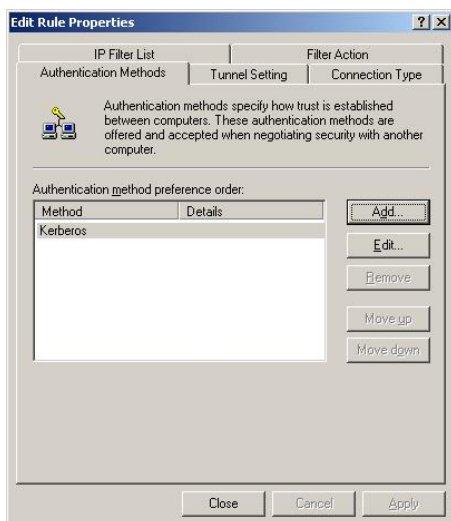 Edit Rule Properties
IP Filter List Filter Action
Authentication Methods Tunnel Setting Connection Type
Authentication methods specify how trust is established
between computers. These authentication methods are
offered and accepted when negotiating security with another
computer.
Authentication method preference order:
Method Details
Kerberos
Add...
Edit...
Remove
Move up
Move down
Close Cancel Apply